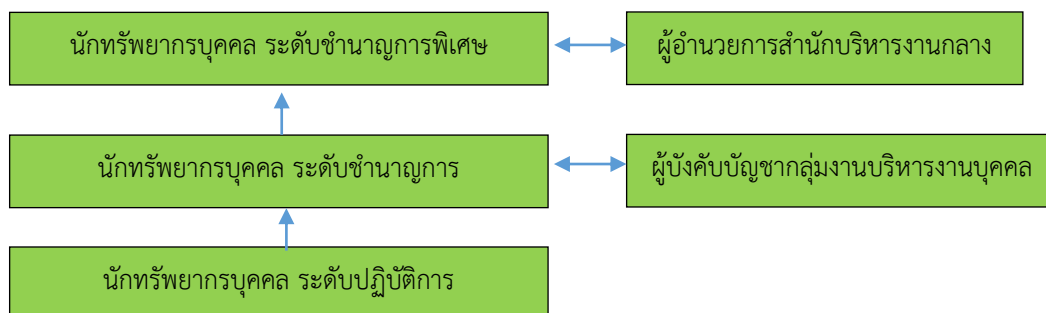 นักทรัพยากรบุคคล ระดับชำนาญการพิเศษ
ผู้อำนวยการสำนักบริหารงานกลาง
นักทรัพยากรบุคคล ระดับชำนาญการ
ผู้บังคับบัญชากลุ่มงานบริหารงานบุคคล
นักทรัพยากรบุคคล ระดับปฏิบัติการ